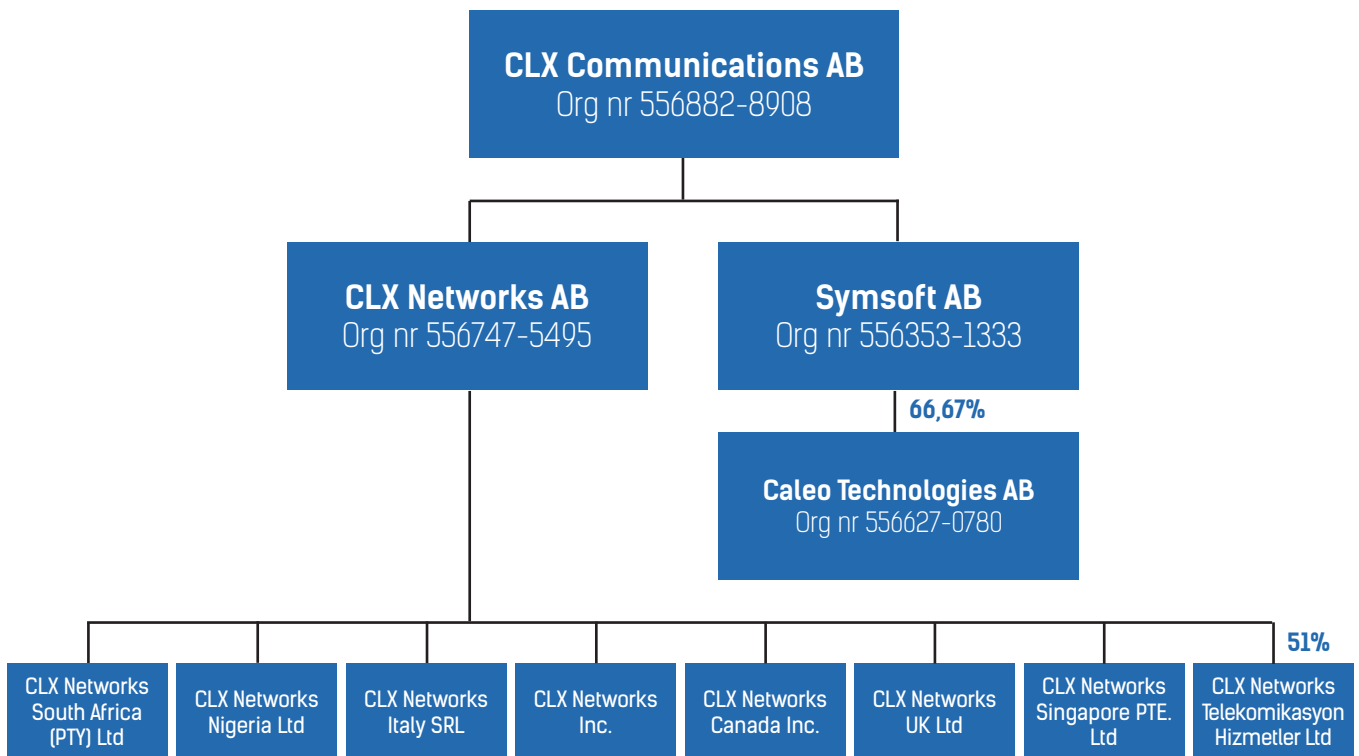 CLX Communications AB
Org nr 556882-8908
CLX Networks AB
Org nr 556747-5495
Symsoft AB
Org nr 556353-1333
66,67%
Caleo Technologies AB
Org nr 556627-0780
51%
CLX Networks
South Africa
(PTY) Ltd
CLX Networks
Nigeria Ltd
CLX Networks
Italy SRL
CLX Networks
Inc.
CLX Networks
Canada Inc.
CLX Networks
UK Ltd
CLX Networks
Singapore PTE.
Ltd
CLX Networks
Telekomikasyon
Hizmetler Ltd